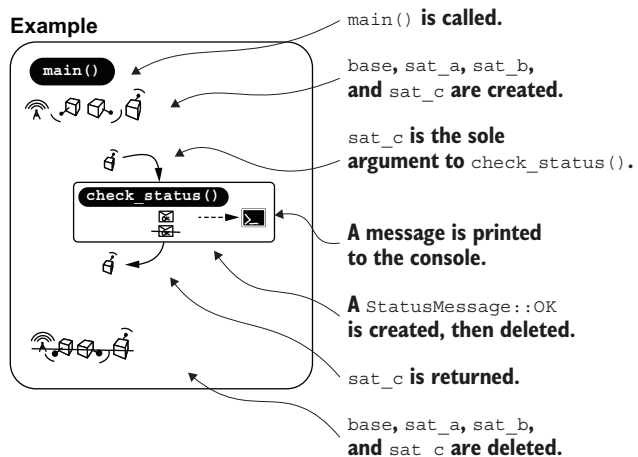 Example
main() is called.
main()
base, sat_a, sat_b,
and sat_c are created.
sat_c is the sole
argument to check_status().
check_status()
OK
>_
OK
A message is printed
to the console.
A StatusMessage::OK
is created, then deleted.
sat_c is returned.
base, sat_a, sat_b,
and sat_c are deleted.